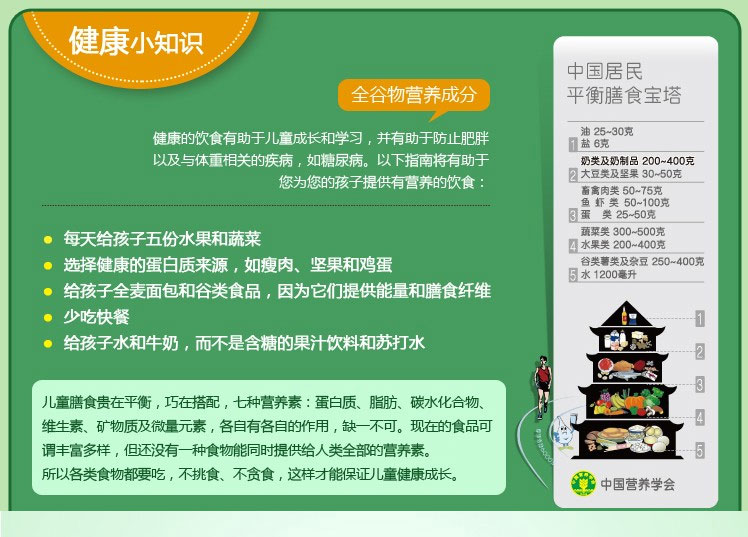 健康小知识
全谷物营养成分
健康的饮食有助于儿童成长和学习，并有助于防止肥胖
以及与体重相关的疾病，如糖尿病。以下指南将有助于
您为您的孩子提供有营养的饮食：
每天给孩子五份水果和蔬菜
选择健康的蛋白质来源，如瘦肉、坚果和鸡蛋
给孩子全麦面包和谷类食品，因为它们提供能量和膳食纤维
少吃快餐
给孩子水和牛奶，而不是含糖的果汁饮料和苏打水
儿童膳食贵在平衡，巧在搭配，七种营养素：蛋白质、脂肪、碳水化合物、
维生素、矿物质及微量元素，各自有各自的作用，缺一不可。现在的食品可
谓丰富多样，但还没有一种食物能同时提供给人类全部的营养素。
所以各类食物都要吃，不挑食、不贪食，这样才能保证儿童健康成长。
中国居民
平衡膳食宝塔
油 25~30克
1 盐 6克
奶类及奶制品 200~400克
2 大豆类及坚果 30~50克
畜禽肉类 50~75克
鱼 虾 类 50~100克
3 蛋 类 25~50克
蔬菜类 300~500克
4 水果类 200~400克
谷类薯类及杂豆 250~400克
5 水 1200毫升
1
2
3
4
5
中国营养学会